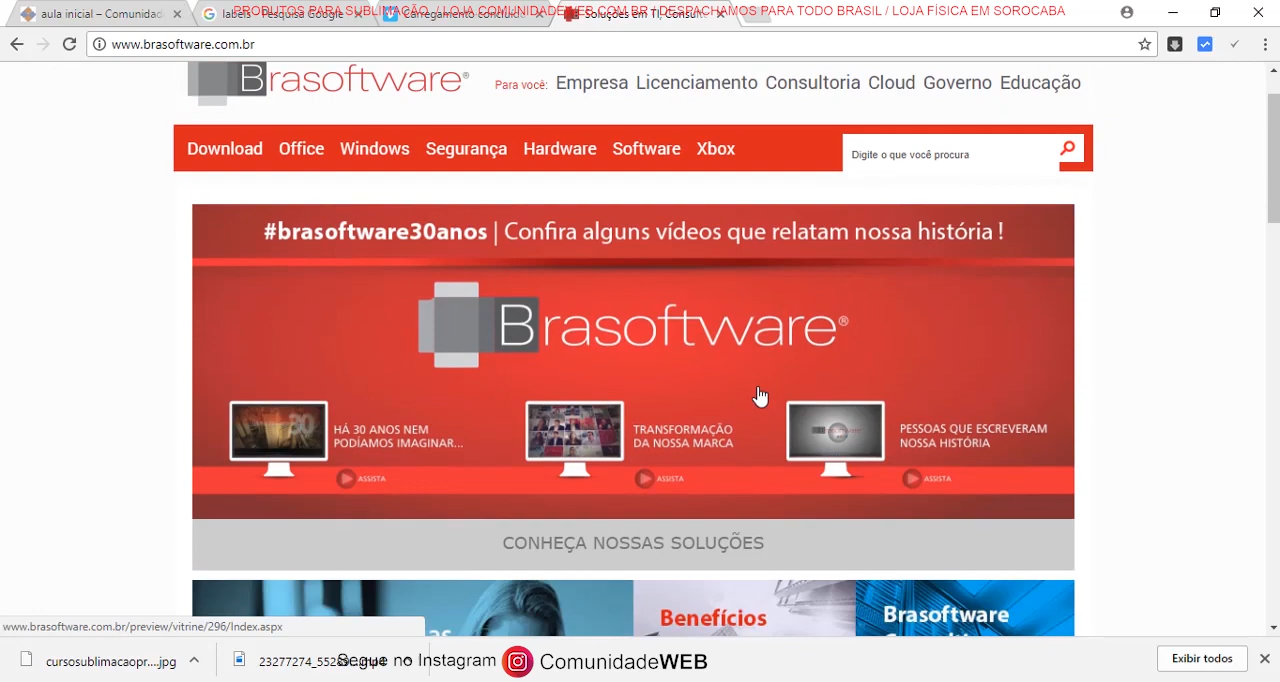 PRODUTOS PARA SUBLIMAÇÃO / LOJA COMUNIDADEWEB.COM.BR / DESPACHAMOS PARA TODO BRASIL / LOJA FÍSICA EM SOROCABA
aula inicial – Comunidad
labels - Pesquisa Google
Carregamento concluíd
Soluções em TI, Consult
www.brasoftware.com.br
Brasoftware®
Para você: Empresa Licenciamento Consultoria Cloud Governo Educação
Download Office Windows Segurança Hardware Software Xbox
Digite o que você procura
#brasoftware30anos | Confira alguns vídeos que relatam nossa história !
Brasoftware®
HÁ 30 ANOS NEM
PODÍAMOS IMAGINAR...
ASSISTA
TRANSFORMAÇÃO
DA NOSSA MARCA
ASSISTA
PESSOAS QUE ESCREVERAM
NOSSA HISTÓRIA
ASSISTA
CONHEÇA NOSSAS SOLUÇÕES
Benefícios
Brasoftware
www.brasoftware.com.br/preview/vitrine/296/Index.aspx
cursosublimacaopr....jpg
Segue no Instagram ComunidadeWEB
Exibir todos